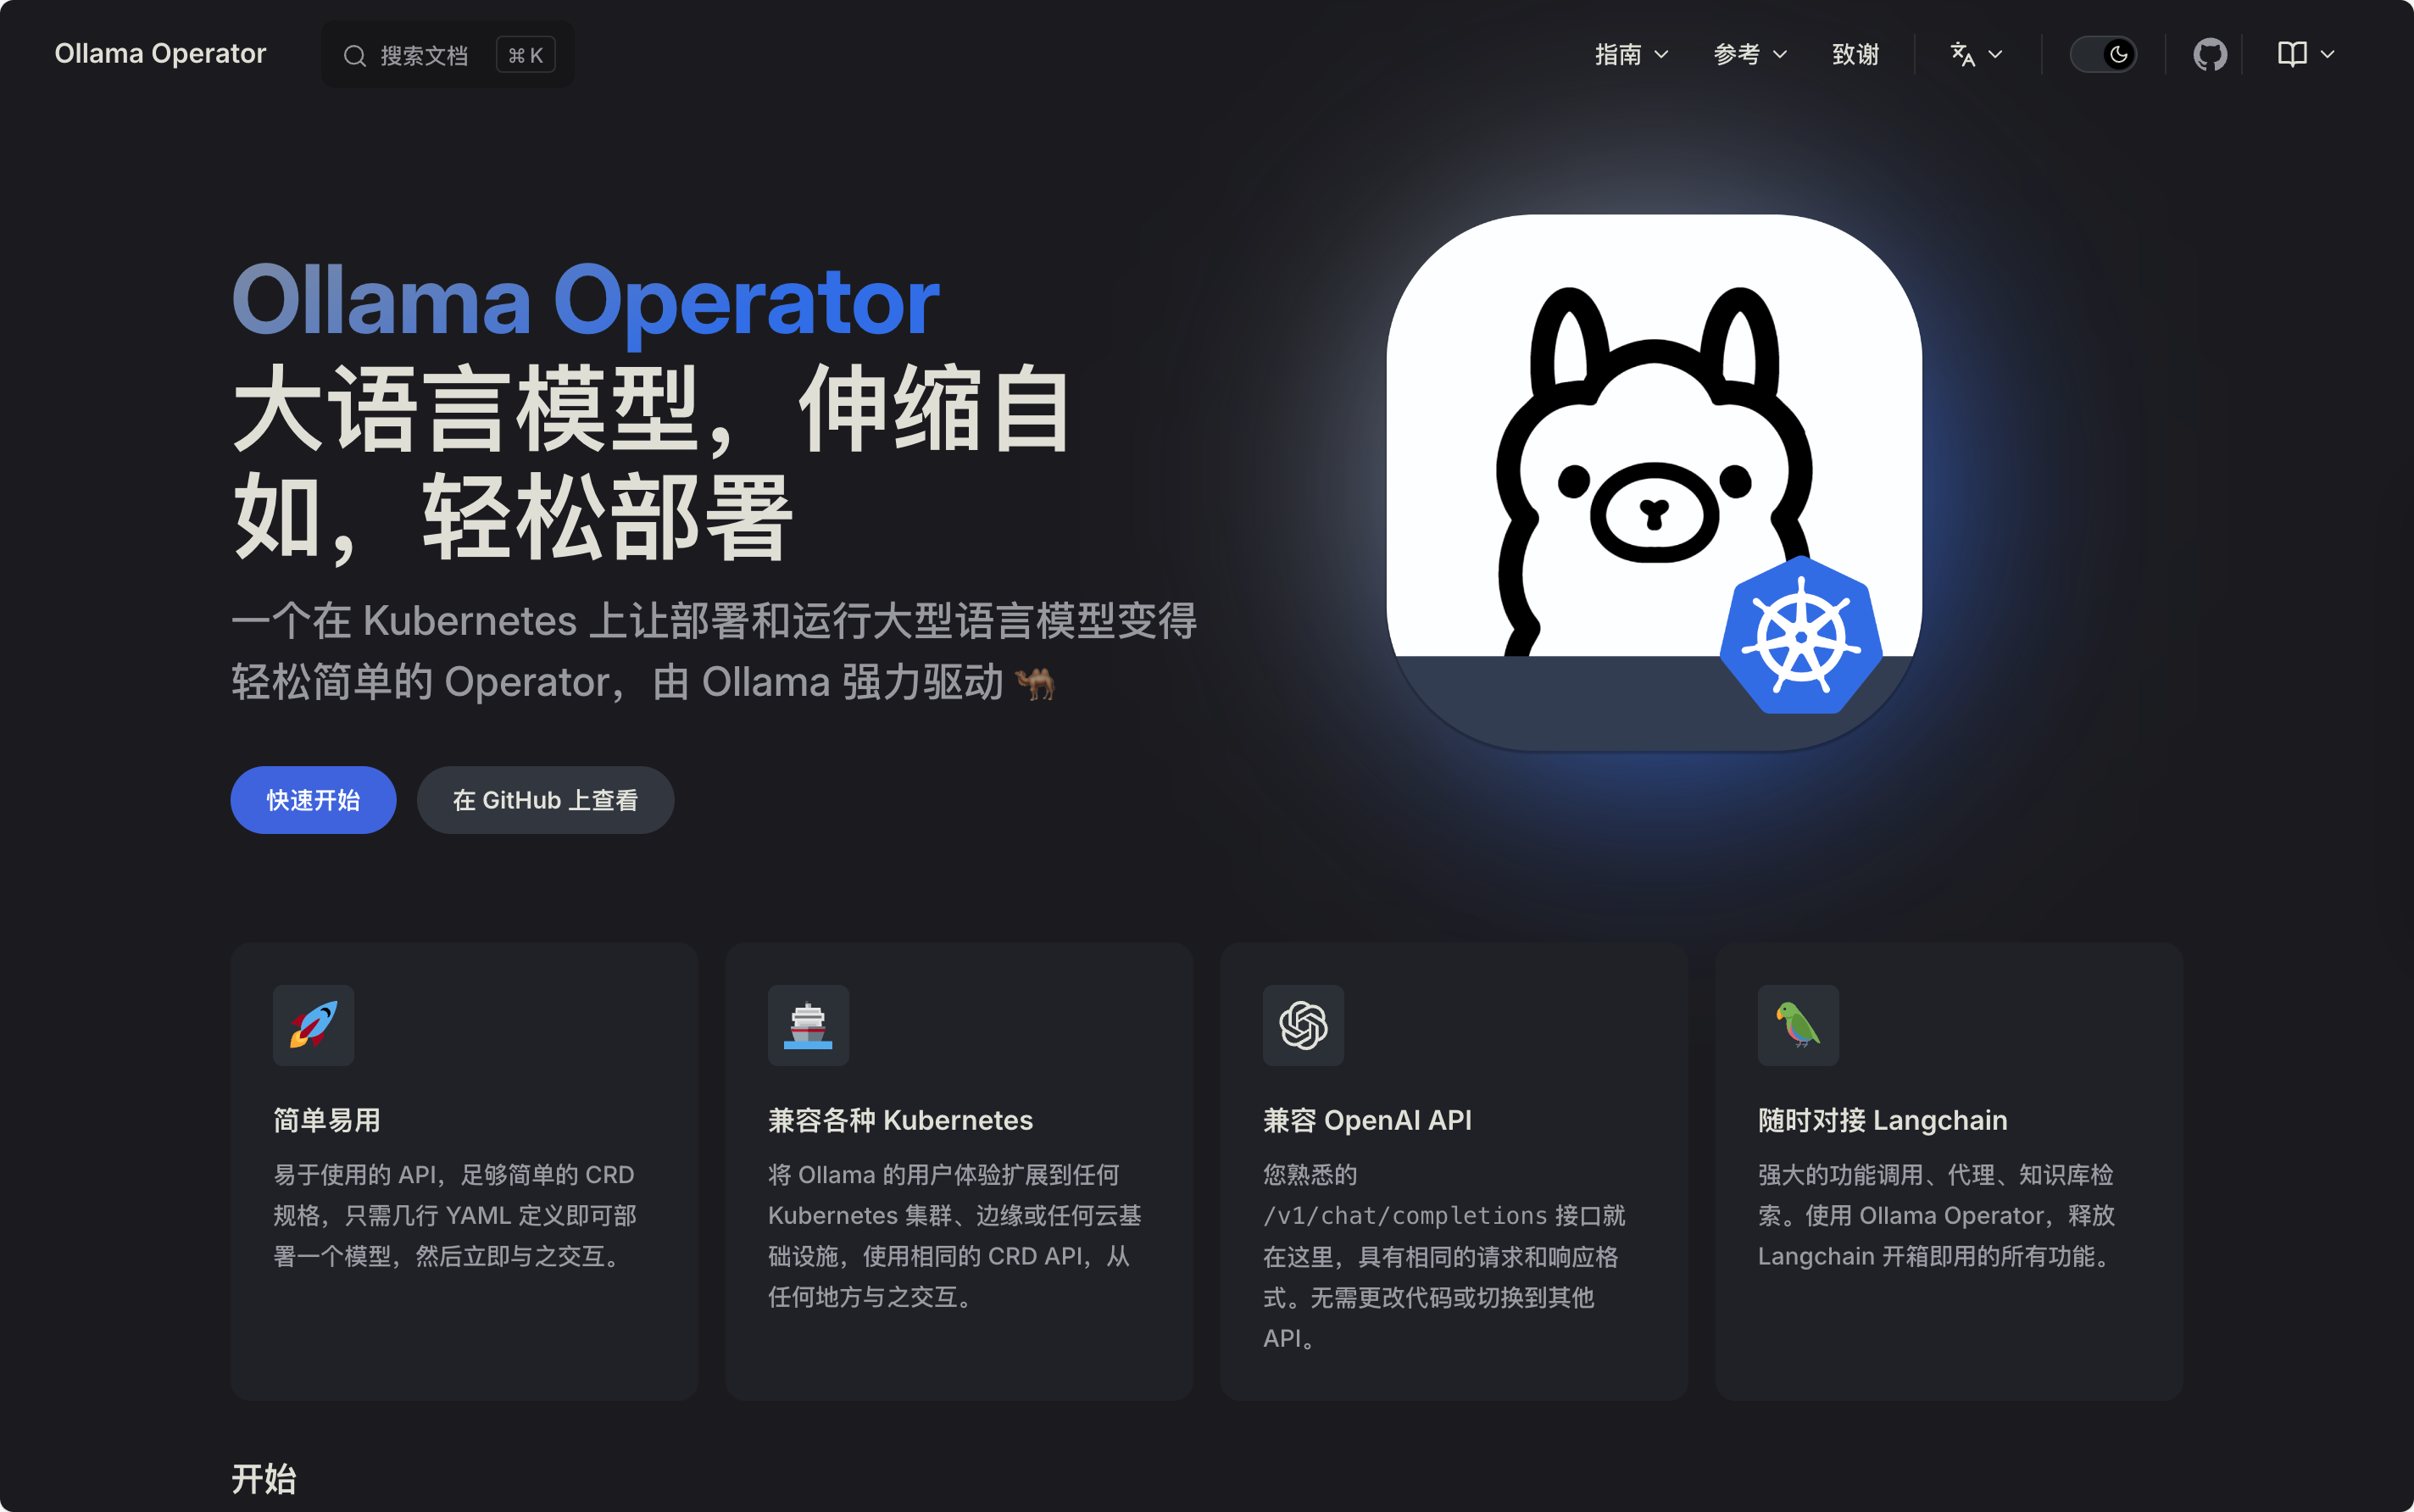 Ollama Operator
搜索文档
⌘ K
指南
参考
致谢
Ollama Operator
大语言模型，伸缩自
如，轻松部署
一个在 Kubernetes 上让部署和运行大型语言模型变得
轻松简单的 Operator，由 Ollama 强力驱动 🐫
快速开始
在 GitHub 上查看
简单易用
易于使用的 API，足够简单的 CRD
规格，只需几行 YAML 定义即可部
署一个模型，然后立即与之交互。
兼容各种 Kubernetes
将 Ollama 的用户体验扩展到任何
Kubernetes 集群、边缘或任何云基
础设施，使用相同的 CRD API，从
任何地方与之交互。
兼容 OpenAI API
您熟悉的
/v1/chat/completions 接口就
在这里，具有相同的请求和响应格
式。无需更改代码或切换到其他
API。
随时对接 Langchain
强大的功能调用、代理、知识库检
索。使用 Ollama Operator，释放
Langchain 开箱即用的所有功能。
开始